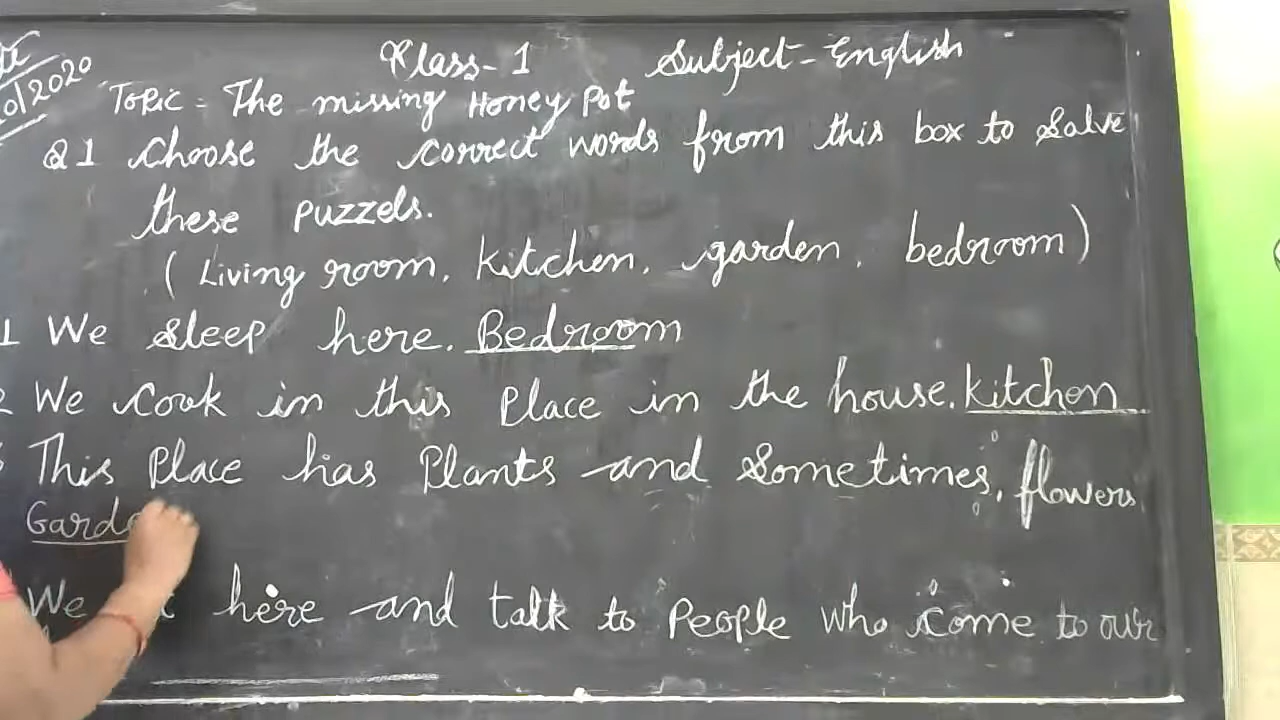 2020
Class-1 Subject-English
Topic = The missing Honey Pot
Q1 Choose the correct words from this box to Salve
these puzzels.
(Living room, kitchen, garden, bedroom)
1 We sleep here. Bedroom
2 We cook in this Place in the house. kitchen
3 This Place has Plants and Sometimes, flowers
Garde
We here and talk to People who come to our